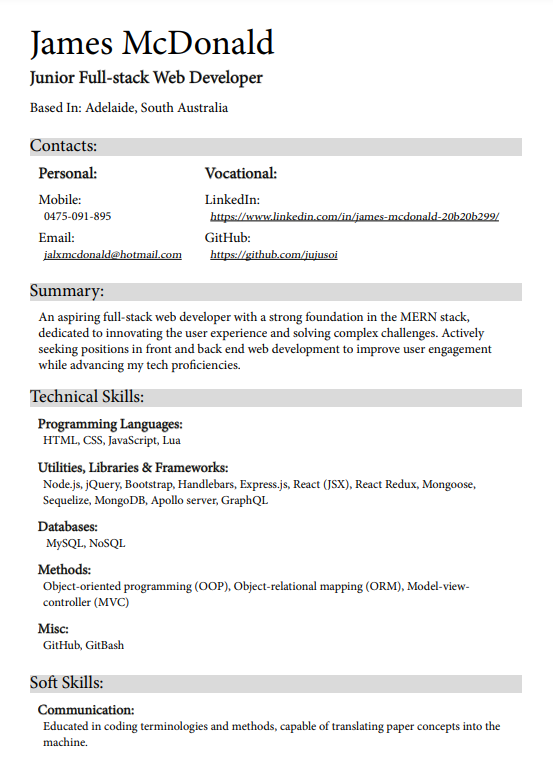 James McDonald
Junior Full-stack Web Developer
Based In: Adelaide, South Australia
Contacts:
Personal:
Mobile:
0475-091-895
Email:
jalxmcdonald@hotmail.com
Vocational:
LinkedIn:
https://www.linkedin.com/in/james-mcdonald-20b20b299/
GitHub:
https://github.com/jujusoi
Summary:
An aspiring full-stack web developer with a strong foundation in the MERN stack,
dedicated to innovating the user experience and solving complex challenges. Actively
seeking positions in front and back end web development to improve user engagement
while advancing my tech proficiencies.
Technical Skills:
Programming Languages:
HTML, CSS, JavaScript, Lua
Utilities, Libraries & Frameworks:
Node.js, jQuery, Bootstrap, Handlebars, Express.js, React (JSX), React Redux, Mongoose,
Sequelize, MongoDB, Apollo server, GraphQL
Databases:
MySQL, NoSQL
Methods:
Object-oriented programming (OOP), Object-relational mapping (ORM), Model-view-
controller (MVC)
Misc:
GitHub, GitBash
Soft Skills:
Communication:
Educated in coding terminologies and methods, capable of translating paper concepts into the
machine.